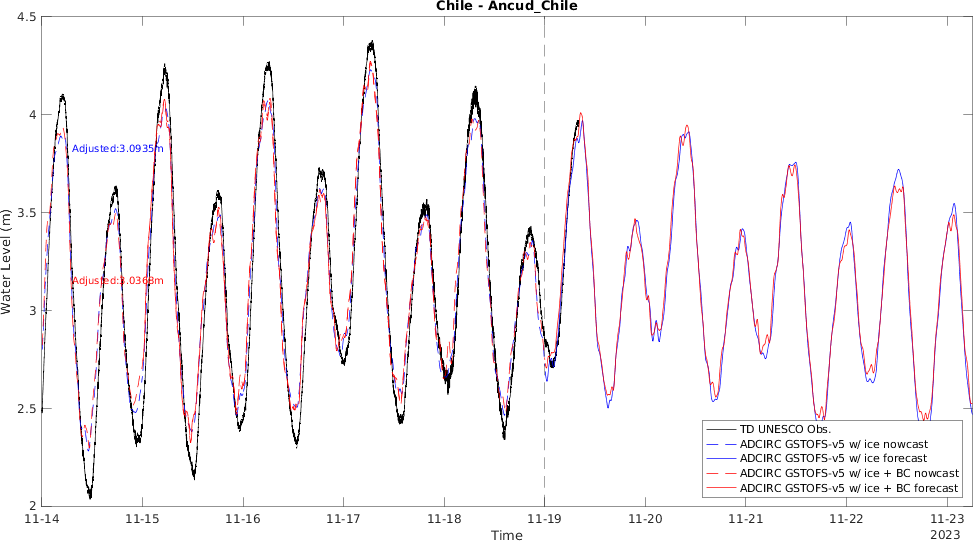 Chile - Ancud_Chile
4.5
4
3.5
3
2.5
2
Water Level (m)
Adjusted:3.0935m
Adjusted:3.0368m
TD UNESCO Obs.
ADCIRC GSTOFS-v5 w/ ice nowcast
ADCIRC GSTOFS-v5 w/ ice forecast
ADCIRC GSTOFS-v5 w/ ice + BC nowcast
ADCIRC GSTOFS-v5 w/ ice + BC forecast
11-14 11-15 11-16 11-17 11-18 11-19 11-20 11-21 11-22 11-23
2023
Time